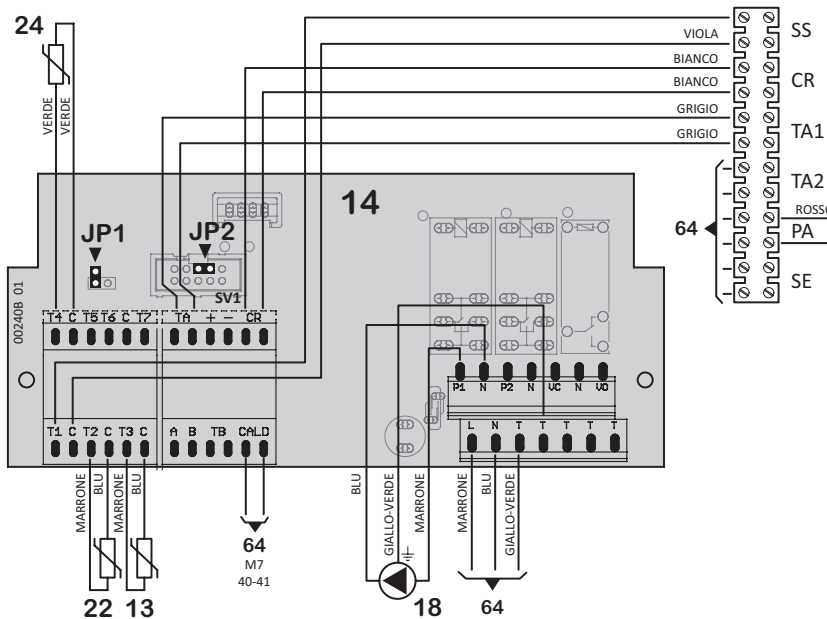 24
VERDE
VERDE
VIOLA
BIANCO
BIANCO
GRIGIO
GRIGIO
SS
CR
TA1
TA2
ROSSO
PA
SE
64
14
JP1
JP2
SV1
00240B 01
T4 C T5 T6 C T7
TA + - CR
P1 N P2 N VC N VO
T1 C T2 C T3 C
A B TB CALD
L N T T T T T
MARRONE
BLU
MARRONE
BLU
64
M7
40-41
BLU
GIALLO-VERDE
MARRONE
MARRONE
BLU
GIALLO-VERDE
22
13
18
64